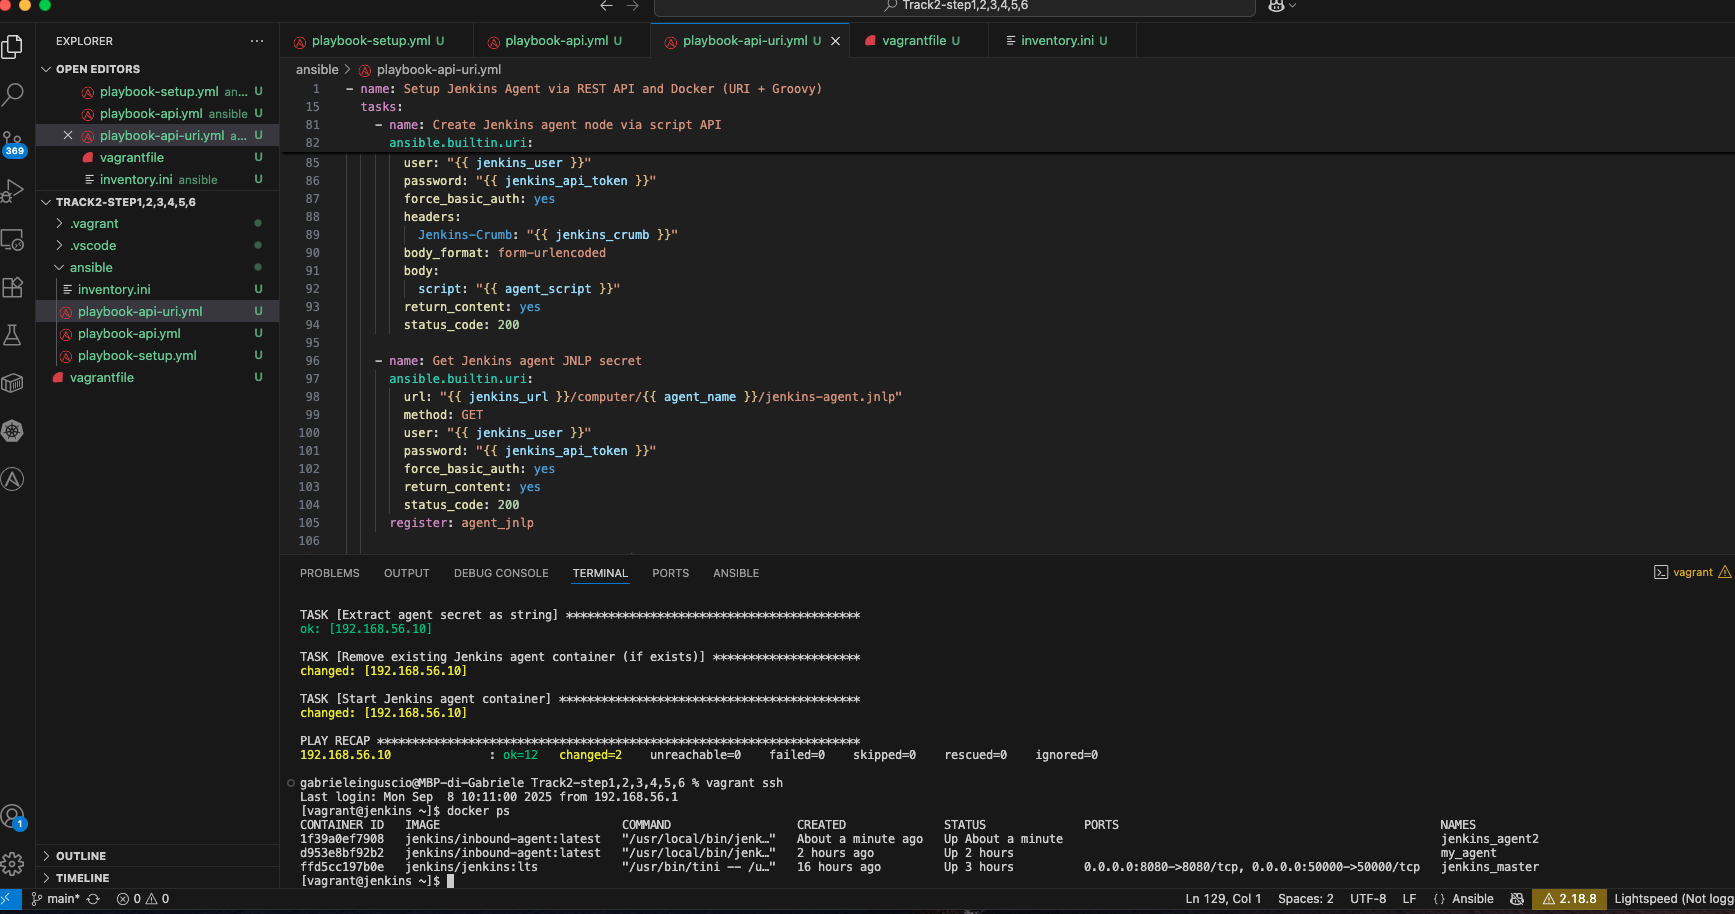 Track2-step1,2,3,4,5,6
EXPLORER
playbook-setup.yml U
playbook-api.yml U
playbook-api-uri.yml U
vagrantfile U
inventory.ini U
OPEN EDITORS
playbook-setup.yml an... U
playbook-api.yml ansible U
playbook-api-uri.yml a... U
vagrantfile U
inventory.ini ansible U
TRACK2-STEP1,2,3,4,5,6
.vagrant
.vscode
ansible
inventory.ini U
playbook-api-uri.yml U
playbook-api.yml U
playbook-setup.yml U
vagrantfile U
OUTLINE
TIMELINE
369
1
ansible > playbook-api-uri.yml
1 - name: Setup Jenkins Agent via REST API and Docker (URI + Groovy)
15 tasks:
81 - name: Create Jenkins agent node via script API
82 ansible.builtin.uri:
85 user: "{{ jenkins_user }}"
86 password: "{{ jenkins_api_token }}"
87 force_basic_auth: yes
88 headers:
89 Jenkins-Crumb: "{{ jenkins_crumb }}"
90 body_format: form-urlencoded
91 body:
92 script: "{{ agent_script }}"
93 return_content: yes
94 status_code: 200
95
96 - name: Get Jenkins agent JNLP secret
97 ansible.builtin.uri:
98 url: "{{ jenkins_url }}/computer/{{ agent_name }}/jenkins-agent.jnlp"
99 method: GET
100 user: "{{ jenkins_user }}"
101 password: "{{ jenkins_api_token }}"
102 force_basic_auth: yes
103 return_content: yes
104 status_code: 200
105 register: agent_jnlp
106
PROBLEMS OUTPUT DEBUG CONSOLE TERMINAL PORTS ANSIBLE
vagrant
TASK [Extract agent secret as string] ******************************************
ok: [192.168.56.10]
TASK [Remove existing Jenkins agent container (if exists)] *********************
changed: [192.168.56.10]
TASK [Start Jenkins agent container] *******************************************
changed: [192.168.56.10]
PLAY RECAP *********************************************************************
192.168.56.10 : ok=12 changed=2 unreachable=0 failed=0 skipped=0 rescued=0 ignored=0
gabrieleinguscio@MBP-di-Gabriele Track2-step1,2,3,4,5,6 % vagrant ssh
Last login: Mon Sep 8 10:11:00 2025 from 192.168.56.1
[vagrant@jenkins ~]$ docker ps
CONTAINER ID IMAGE COMMAND CREATED STATUS PORTS NAMES
1f39a0ef7908 jenkins/inbound-agent:latest "/usr/local/bin/jenk…" About a minute ago Up About a minute jenkins_agent2
d953e8bf92b2 jenkins/inbound-agent:latest "/usr/local/bin/jenk…" 2 hours ago Up 2 hours my_agent
ffd5cc197b0e jenkins/jenkins:lts "/usr/bin/tini -- /u…" 16 hours ago Up 3 hours 0.0.0.0:8080->8080/tcp, 0.0.0.0:50000->50000/tcp jenkins_master
[vagrant@jenkins ~]$
main* 0 0 Ln 129, Col 1 Spaces: 2 UTF-8 LF {} Ansible 2.18.8 Lightspeed (Not logg